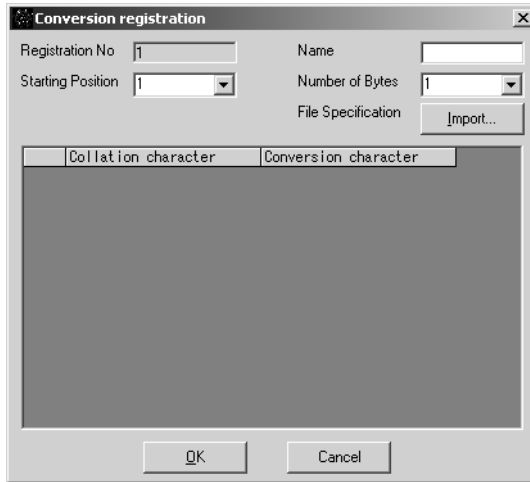 Conversion registration
Registration No 1 Name
Starting Position 1 Number of Bytes 1
File Specification Import...
Collation character Conversion character
OK Cancel